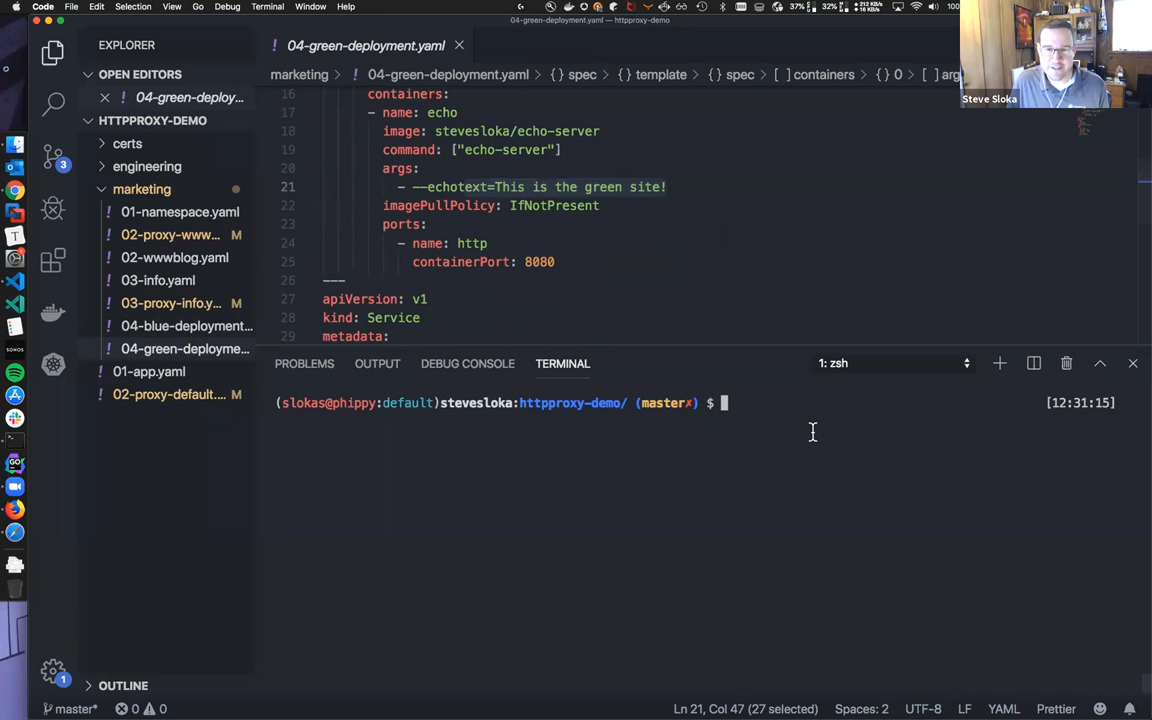 Code File Edit Selection View Go Debug Terminal Window Help 37% 32% 100
04-green-deployment.yaml — httpproxy-demo
EXPLORER
OPEN EDITORS
04-green-deploy...
HTTPPROXY-DEMO
certs
engineering
marketing
01-namespace.yaml
02-proxy-www... M
02-wwwblog.yaml
03-info.yaml
03-proxy-info.y... M
04-blue-deployment...
04-green-deployme...
01-app.yaml
02-proxy-default.... M
OUTLINE
3
1
04-green-deployment.yaml
marketing > 04-green-deployment.yaml > {} spec > {} template > {} spec > [ ] containers > {} 0 > [ ] arg
16 containers:
17 - name: echo
18 image: stevesloka/echo-server
19 command: ["echo-server"]
20 args:
21 - --echotext=This is the green site!
22 imagePullPolicy: IfNotPresent
23 ports:
24 - name: http
25 containerPort: 8080
26 ---
27 apiVersion: v1
28 kind: Service
29 metadata:
Steve Sloka
PROBLEMS OUTPUT DEBUG CONSOLE TERMINAL 1: zsh
(slokas@phippy:default)stevesloka:httpproxy-demo/ (master✗) $ [12:31:15]
master* 0 0 Ln 21, Col 47 (27 selected) Spaces: 2 UTF-8 LF YAML Prettier